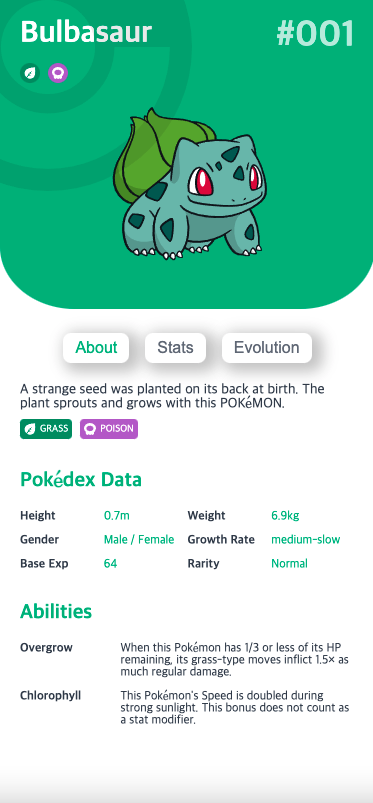 Bulbasaur #001
About Stats Evolution
A strange seed was planted on its back at birth. The
plant sprouts and grows with this POKéMON.
GRASS POISON
Pokédex Data
Height 0.7m Weight 6.9kg
Gender Male / Female Growth Rate medium-slow
Base Exp 64 Rarity Normal
Abilities
Overgrow When this Pokémon has 1/3 or less of its HP
remaining, its grass-type moves inflict 1.5× as
much regular damage.
Chlorophyll This Pokémon's Speed is doubled during
strong sunlight. This bonus does not count as
a stat modifier.